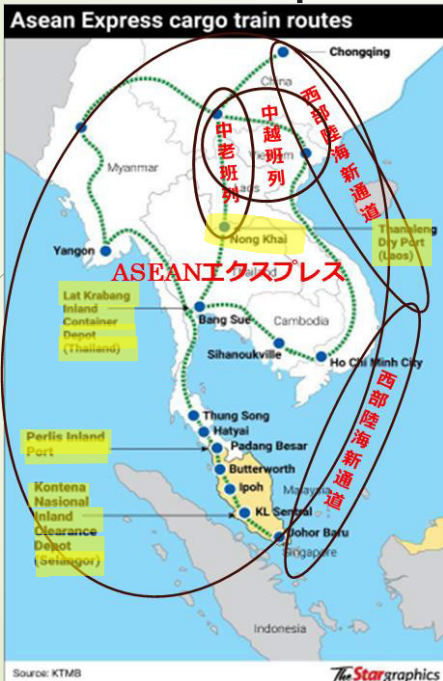 Asean Express cargo train routes
Chongqing
China
西部陸海新通道
中越班列
中老班列
Myanmar
Vietnam
Laos
Nong Khai
Thanaleng
Dry Port
(Laos)
Yangon
ASEANエクスプレス
Thailand
Lat Krabang
Inland
Container
Depot
(Thailand)
Bang Sue
Cambodia
Sihanoukville
Ho Chi Minh City
西部陸海新通道
Thung Song
Hatyai
Perlis Inland
Port
Padang Besar
Butterworth
Ipoh
Malaysia
Kontena
Nasional
Inland
Clearance
Depot
(Selangor)
KL Sentral
Johor Baru
Singapore
Indonesia
Source: KTMB
The Stargraphics